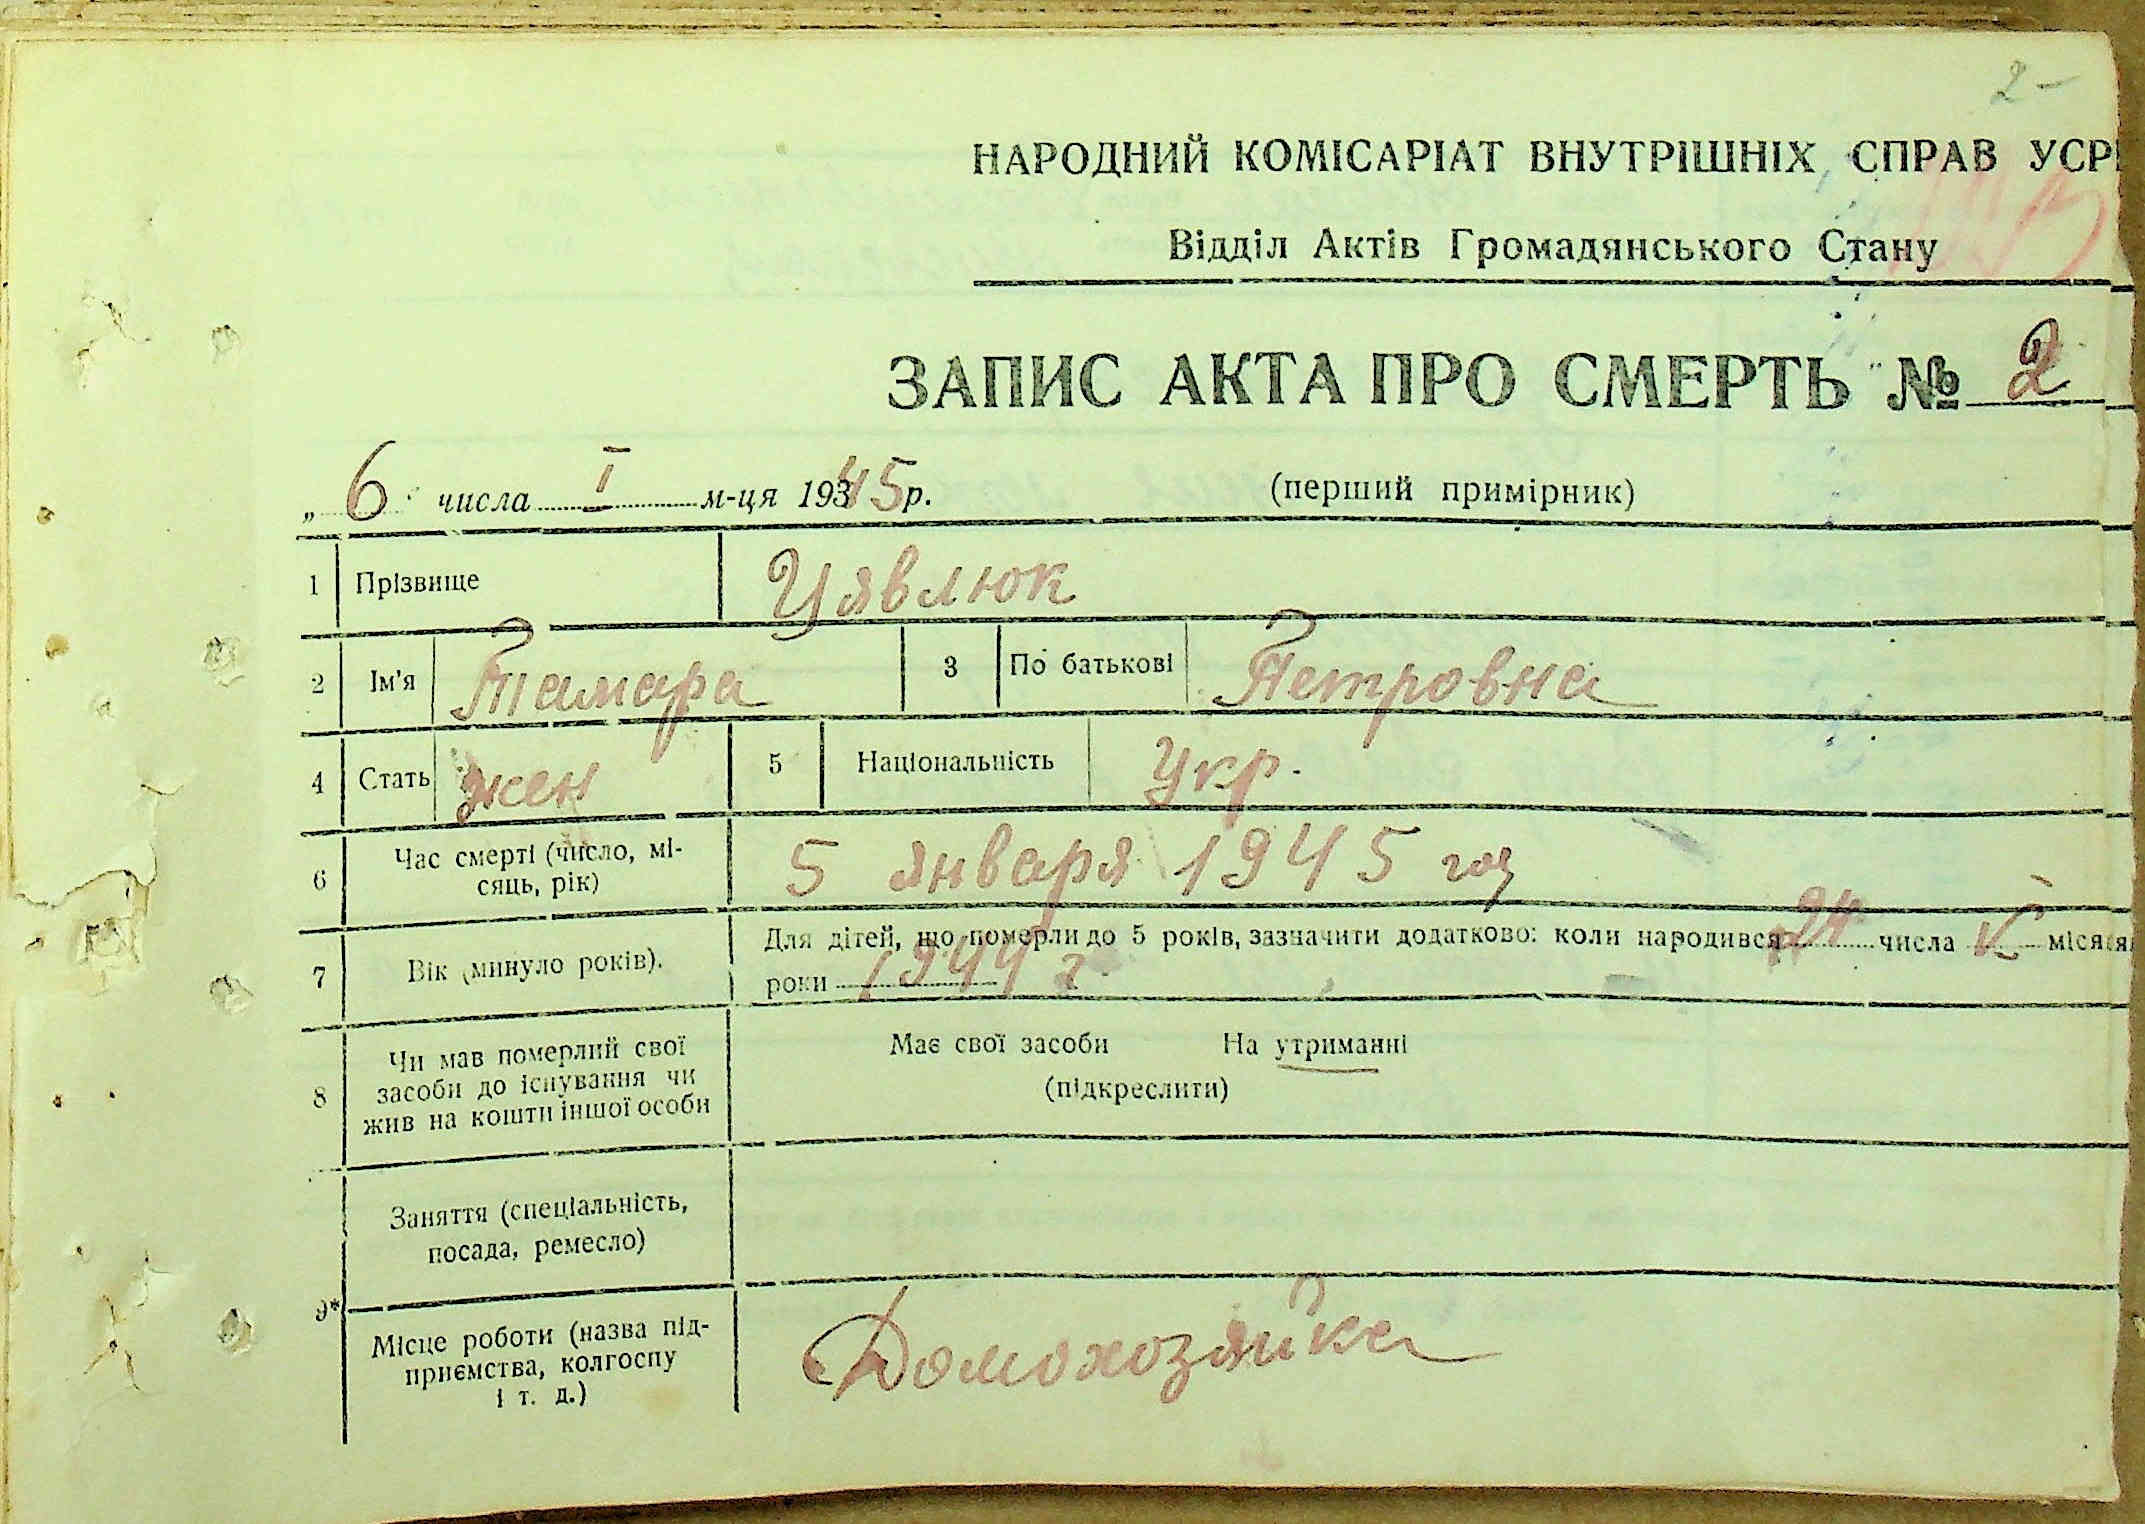 2-
НАРОДНИЙ КОМІСАРІАТ ВНУТРІШНІХ СПРАВ УСР
Відділ Актів Громадянського Стану
ЗАПИС АКТА ПРО СМЕРТЬ № 2
„ 6 числа I м-ця 19345 р. (перший примірник)
1 Прізвище Цявлюк
2 Ім'я Тамара 3 По батькові Петровна
4 Стать жен 5 Національність Укр.
6 Час смерті (число, мі-
сяць, рік) 5 января 1945 год
7 Вік (минуло років). Для дітей, що померли до 5 років, зазначити додатково: коли народився числа місяця
роки 1944 г
8 Чи мав померлий свої
засоби до існування чи
жив на кошти іншої особи
Має свої засоби На утриманні
(підкреслити)
9* Заняття (спеціальність,
посада, ремесло)
Місце роботи (назва під-
приємства, колгоспу
і т. д.)
Домохозяйка